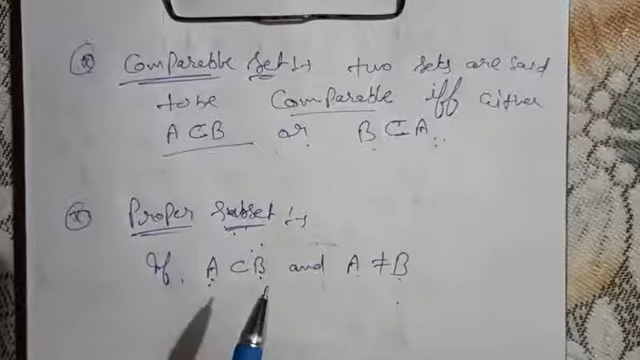 Comparable Set :→ two sets are said
to be Comparable iff either
A ⊂ B or B ⊂ A
Proper Subset :→
If A ⊂ B and A ≠ B